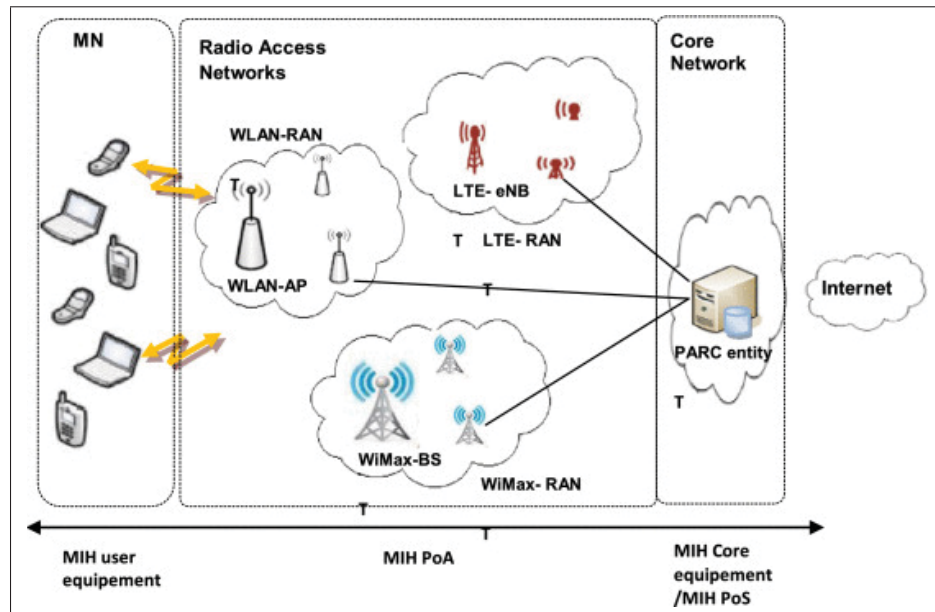 MN
Radio Access
Networks
Core
Network
WLAN-RAN
T
WLAN-AP
LTE- eNB
T LTE- RAN
T
Internet
PARC entity
T
WiMax-BS
WiMax- RAN
T
T
MIH user
equipement
MIH PoA
MIH Core
equipement
/MIH PoS